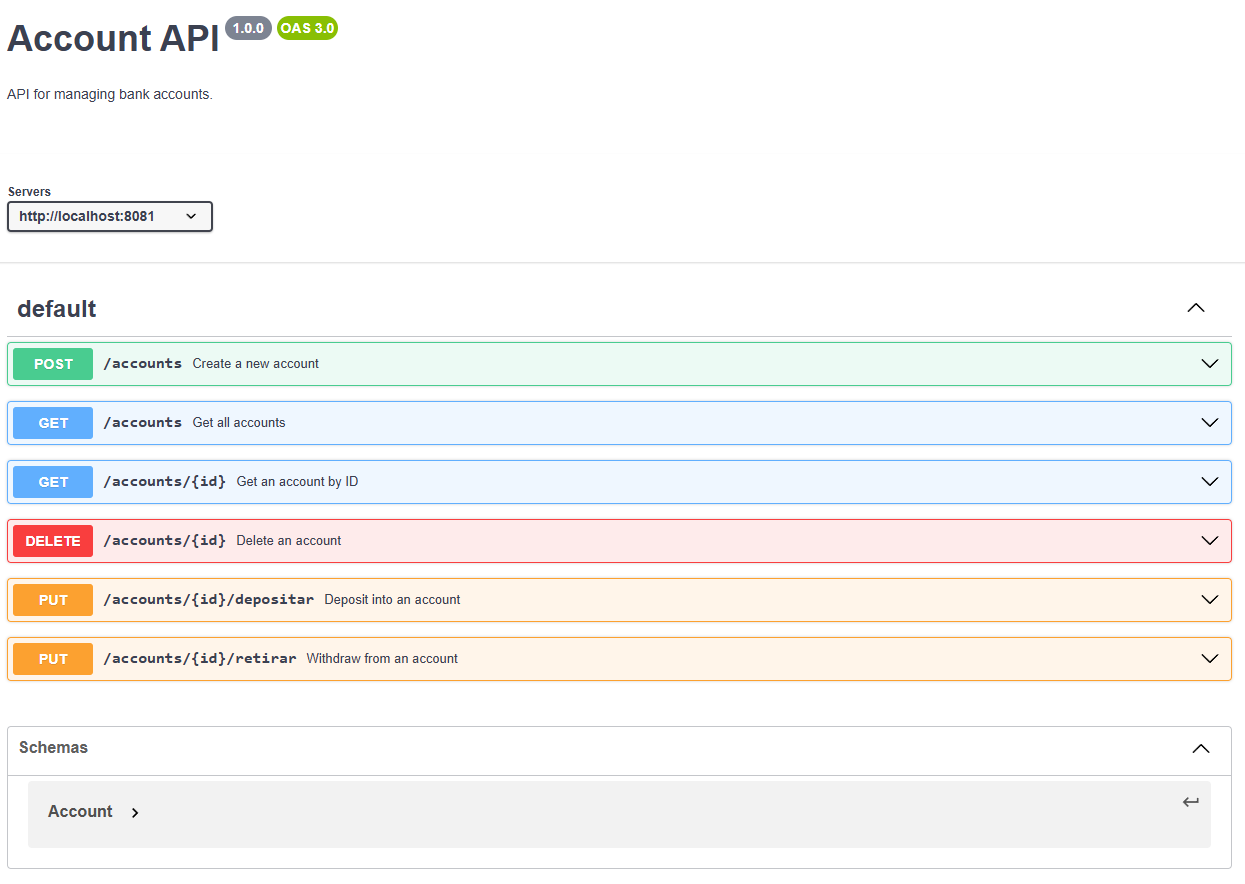 Account API 1.0.0 OAS 3.0
API for managing bank accounts.
Servers
http://localhost:8081
default
POST /accounts Create a new account
GET /accounts Get all accounts
GET /accounts/{id} Get an account by ID
DELETE /accounts/{id} Delete an account
PUT /accounts/{id}/depositar Deposit into an account
PUT /accounts/{id}/retirar Withdraw from an account
Schemas
Account